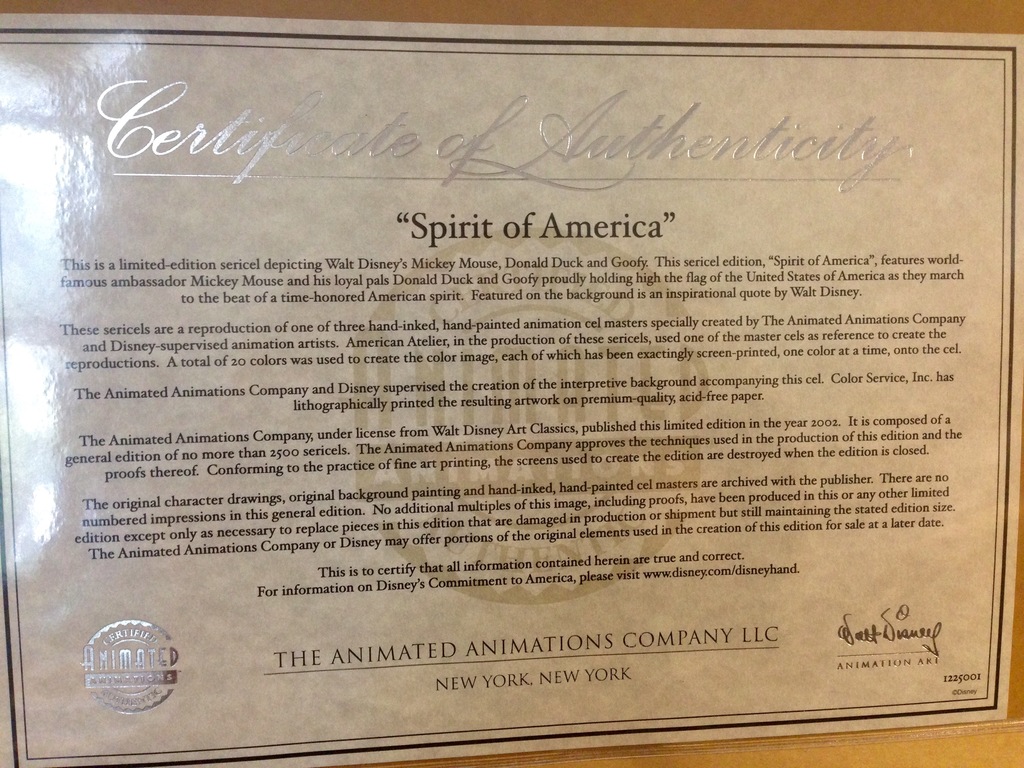 Certificate of Authenticity
“Spirit of America”
This is a limited-edition sericel depicting Walt Disney's Mickey Mouse, Donald Duck and Goofy. This sericel edition, “Spirit of America”, features world-
famous ambassador Mickey Mouse and his loyal pals Donald Duck and Goofy proudly holding high the flag of the United States of America as they march
to the beat of a time-honored American spirit. Featured on the background is an inspirational quote by Walt Disney.
These sericels are a reproduction of one of three hand-inked, hand-painted animation cel masters specially created by The Animated Animations Company
and Disney-supervised animation artists. American Atelier, in the production of these sericels, used one of the master cels as reference to create the
reproductions. A total of 20 colors was used to create the color image, each of which has been exactingly screen-printed, one color at a time, onto the cel.
The Animated Animations Company and Disney supervised the creation of the interpretive background accompanying this cel. Color Service, Inc. has
lithographically printed the resulting artwork on premium-quality, acid-free paper.
The Animated Animations Company, under license from Walt Disney Art Classics, published this limited edition in the year 2002. It is composed of a
general edition of no more than 2500 sericels. The Animated Animations Company approves the techniques used in the production of this edition and the
proofs thereof. Conforming to the practice of fine art printing, the screens used to create the edition are destroyed when the edition is closed.
The original character drawings, original background painting and hand-inked, hand-painted cel masters are archived with the publisher. There are no
numbered impressions in this general edition. No additional multiples of this image, including proofs, have been produced in this or any other limited
edition except only as necessary to replace pieces in this edition that are damaged in production or shipment but still maintaining the stated edition size.
The Animated Animations Company or Disney may offer portions of the original elements used in the creation of this edition for sale at a later date.
This is to certify that all information contained herein are true and correct.
For information on Disney's Commitment to America, please visit www.disney.com/disneyhand.
CERTIFIED
ANIMATED
ANIMATIONS
THE ANIMATED ANIMATIONS COMPANY LLC
NEW YORK, NEW YORK
Walt Disney
ANIMATION ART
1225001
©Disney